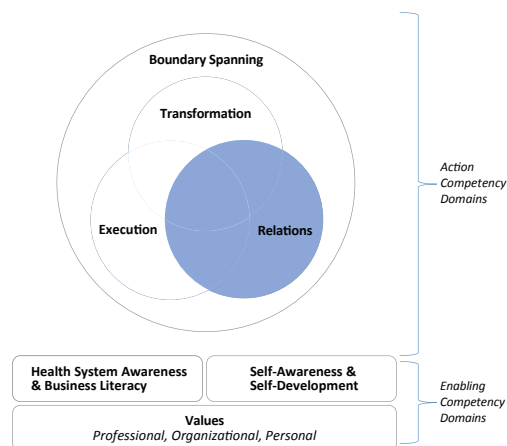 Boundary Spanning
Transformation
Execution
Relations
Action
Competency
Domains
Health System Awareness
& Business Literacy
Self-Awareness &
Self-Development
Values
Professional, Organizational, Personal
Enabling
Competency
Domains